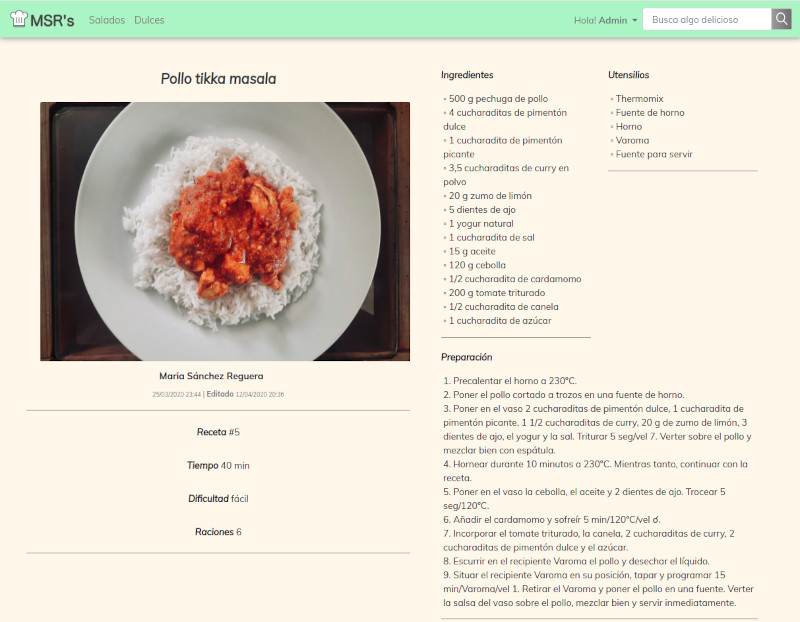 MSR's Salados Dulces Hola! Admin Busca algo delicioso
Pollo tikka masala
María Sánchez Reguera
25/03/2020 23:44 | Editado 12/04/2020 20:36
Receta #5
Tiempo 40 min
Dificultad fácil
Raciones 6
Ingredientes
◦ 500 g pechuga de pollo
◦ 4 cucharaditas de pimentón
dulce
◦ 1 cucharadita de pimentón
picante
◦ 3,5 cucharaditas de curry en
polvo
◦ 20 g zumo de limón
◦ 5 dientes de ajo
◦ 1 yogur natural
◦ 1 cucharadita de sal
◦ 15 g aceite
◦ 120 g cebolla
◦ 1/2 cucharadita de cardamomo
◦ 200 g tomate triturado
◦ 1/2 cucharadita de canela
◦ 1 cucharadita de azúcar
Utensilios
◦ Thermomix
◦ Fuente de horno
◦ Horno
◦ Varoma
◦ Fuente para servir
Preparación
1. Precalentar el horno a 230ºC.
2. Poner el pollo cortado a trozos en una fuente de horno.
3. Poner en el vaso 2 cucharaditas de pimentón dulce, 1 cucharadita de
pimentón picante, 1 1/2 cucharaditas de curry, 20 g de zumo de limón, 3
dientes de ajo, el yogur y la sal. Triturar 5 seg/vel 7. Verter sobre el pollo y
mezclar bien con espátula.
4. Hornear durante 10 minutos a 230ºC. Mientras tanto, continuar con la
receta.
5. Poner en el vaso la cebolla, el aceite y 2 dientes de ajo. Trocear 5
seg/120ºC.
6. Añadir el cardamomo y sofreír 5 min/120ºC/vel ơ.
7. Incorporar el tomate triturado, la canela, 2 cucharaditas de curry, 2
cucharaditas de pimentón dulce y el azúcar.
8. Escurrir en el recipiente Varoma el pollo y desechar el líquido.
9. Situar el recipiente Varoma en su posición, tapar y programar 15
min/Varoma/vel 1. Retirar el Varoma y poner el pollo en una fuente. Verter
la salsa del vaso sobre el pollo, mezclar bien y servir inmediatamente.